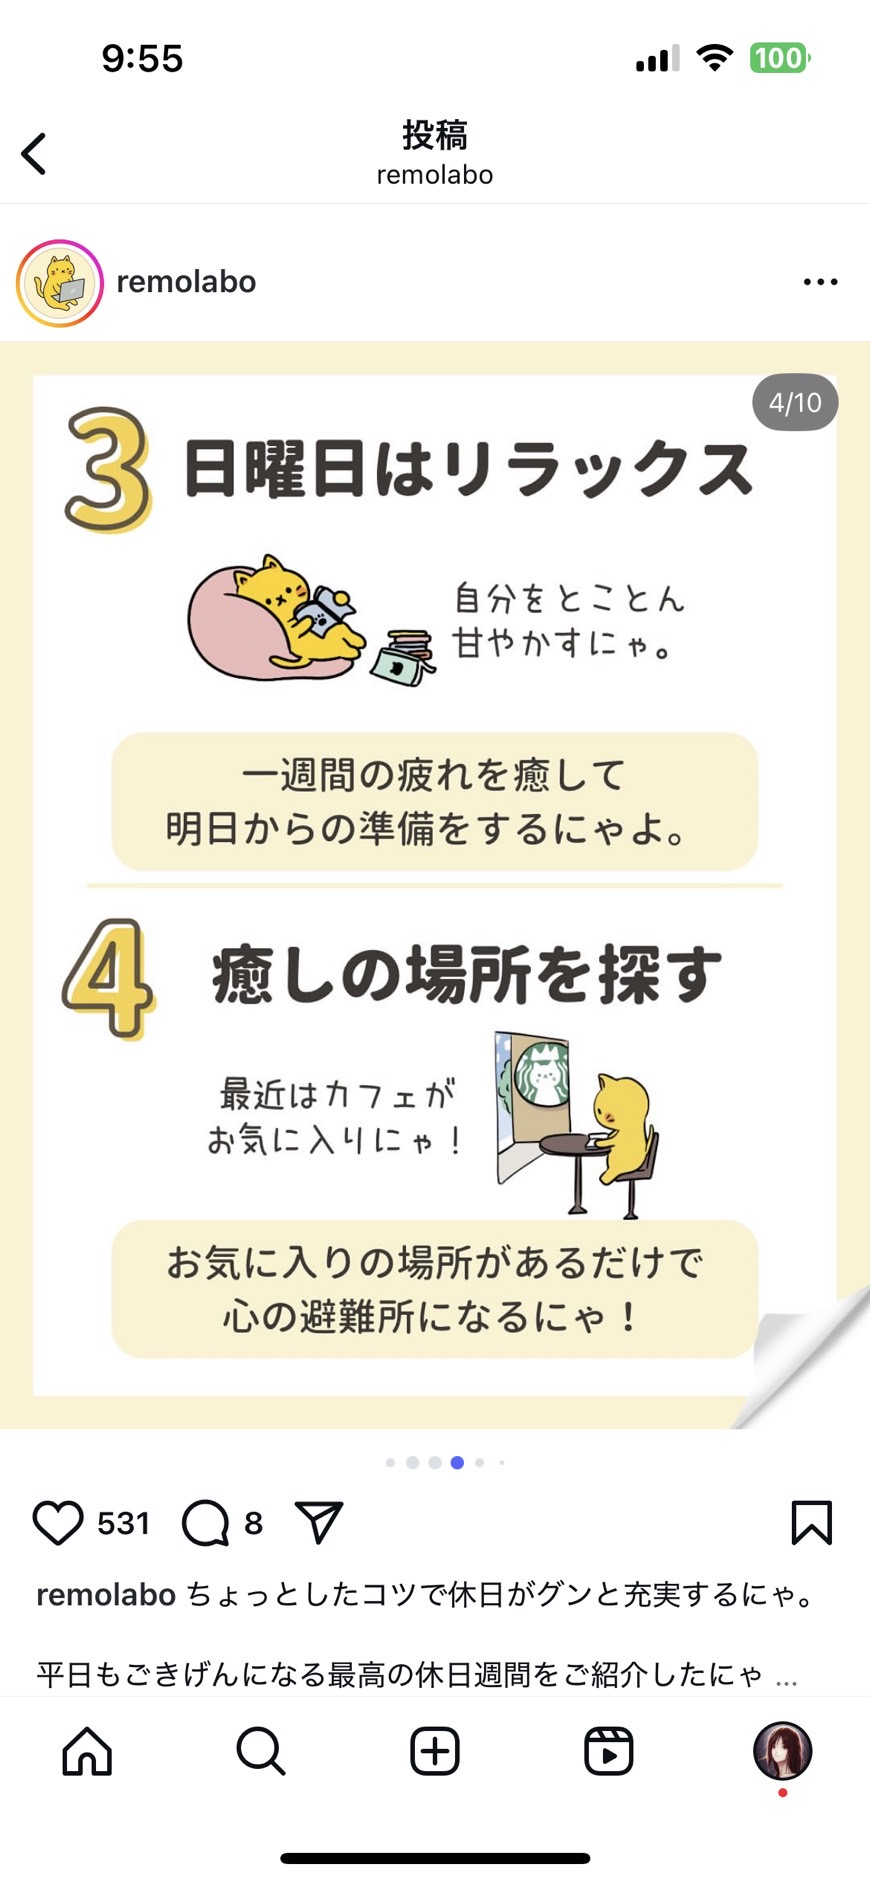 9:55
100
投稿
remolabo
remolabo
4/10
3 日曜日はリラックス
自分をとことん
甘やかすにゃ。
一週間の疲れを癒して
明日からの準備をするにゃよ。
4 癒しの場所を探す
最近はカフェが
お気に入りにゃ！
お気に入りの場所があるだけで
心の避難所になるにゃ！
531 8
remolabo ちょっとしたコツで休日がグンと充実するにゃ。
平日もごきげんになる最高の休日週間をご紹介したにゃ ...